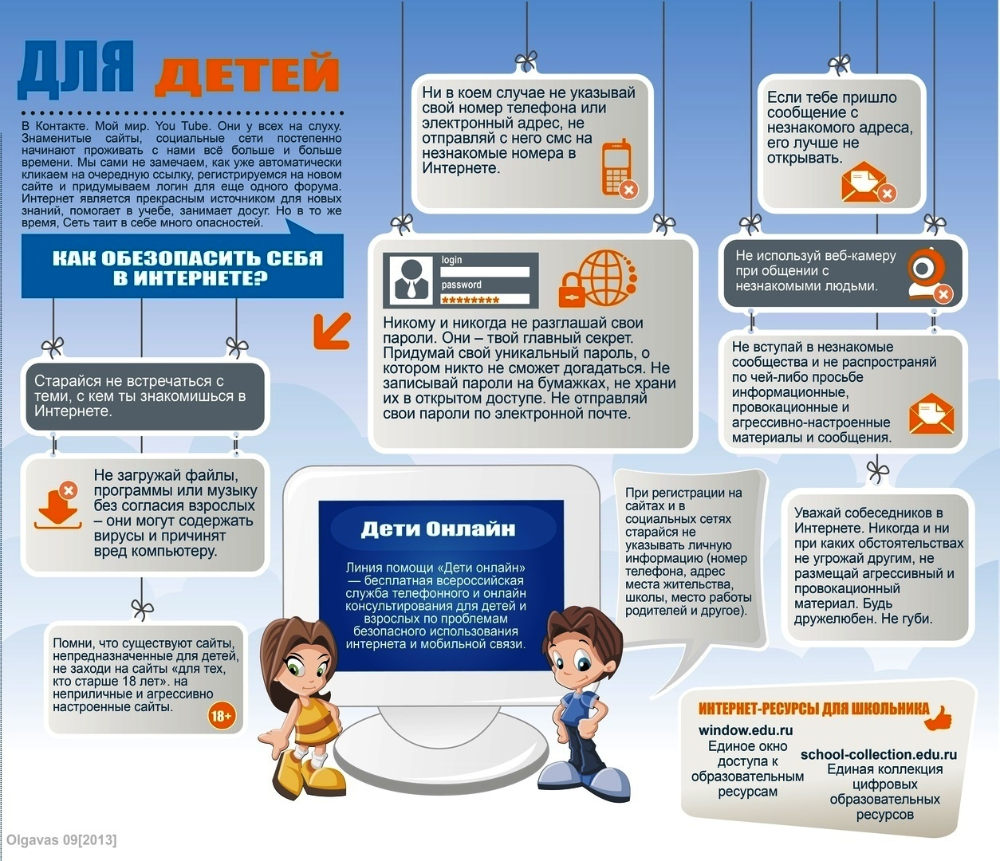 ДЛЯ ДЕТЕЙ
В Контакте. Мой мир. You Tube. Они у всех на слуху.
Знаменитые сайты, социальные сети постепенно
начинают проживать с нами всё больше и больше
времени. Мы сами не замечаем, как уже автоматически
кликаем на очередную ссылку, регистрируемся на новом
сайте и придумываем логин для еще одного форума.
Интернет является прекрасным источником для новых
знаний, помогает в учебе, занимает досуг. Но в то же
время, Сеть таит в себе много опасностей.
КАК ОБЕЗОПАСИТЬ СЕБЯ
В ИНТЕРНЕТЕ?
Старайся не встречаться с
теми, с кем ты знакомишься в
Интернете.
Не загружай файлы,
программы или музыку
без согласия взрослых
– они могут содержать
вирусы и причинят
вред компьютеру.
Помни, что существуют сайты,
непредназначенные для детей,
не заходи на сайты «для тех,
кто старше 18 лет». на
неприличные и агрессивно
настроенные сайты.
18+
Ни в коем случае не указывай
свой номер телефона или
электронный адрес, не
отправляй с него смс на
незнакомые номера в
Интернете.
login
password
********
Никому и никогда не разглашай свои
пароли. Они – твой главный секрет.
Придумай свой уникальный пароль, о
котором никто не сможет догадаться. Не
записывай пароли на бумажках, не храни
их в открытом доступе. Не отправляй
свои пароли по электронной почте.
Дети Онлайн
Линия помощи «Дети онлайн»
— бесплатная всероссийская
служба телефонного и онлайн
консультирования для детей и
взрослых по проблемам
безопасного использования
интернета и мобильной связи.
При регистрации на
сайтах и в
социальных сетях
старайся не
указывать личную
информацию (номер
телефона, адрес
места жительства,
школы, место работы
родителей и другое).
Если тебе пришло
сообщение с
незнакомого адреса,
его лучше не
открывать.
Не используй веб-камеру
при общении с
незнакомыми людьми.
Не вступай в незнакомые
сообщества и не распространяй
по чей-либо просьбе
информационные,
провокационные и
агрессивно-настроенные
материалы и сообщения.
Уважай собеседников в
Интернете. Никогда и ни
при каких обстоятельствах
не угрожай другим, не
размещай агрессивный и
провокационный
материал. Будь
дружелюбен. Не груби.
ИНТЕРНЕТ-РЕСУРСЫ ДЛЯ ШКОЛЬНИКА
window.edu.ru
Единое окно
доступа к
образовательным
ресурсам
school-collection.edu.ru
Единая коллекция
цифровых
образовательных
ресурсов
Olgavas 09[2013]